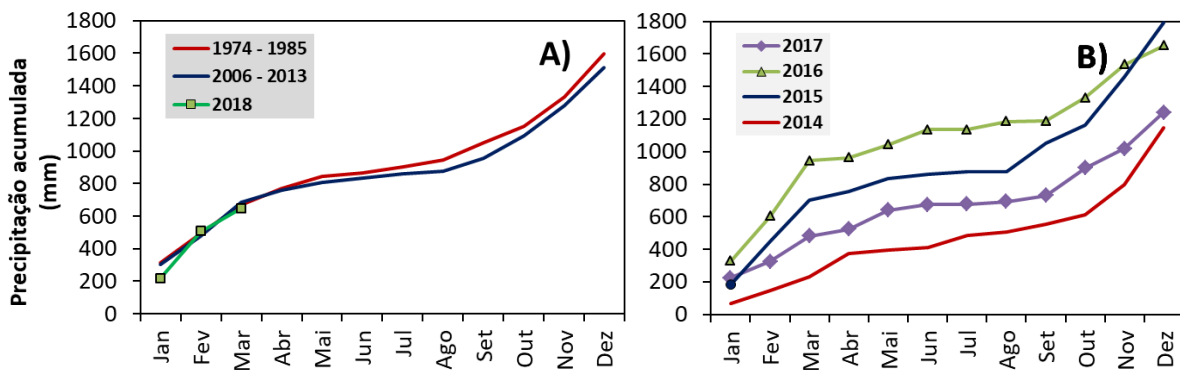 Precipitação acumulada
(mm)
1800
1600
1400
1200
1000
800
600
400
200
0
1974 - 1985
2006 - 2013
2018
A)
Jan
Fev
Mar
Abr
Mai
Jun
Jul
Ago
Set
Out
Nov
Dez
1800
1600
1400
1200
1000
800
600
400
200
0
2017
2016
2015
2014
B)
Jan
Fev
Mar
Abr
Mai
Jun
Jul
Ago
Set
Out
Nov
Dez